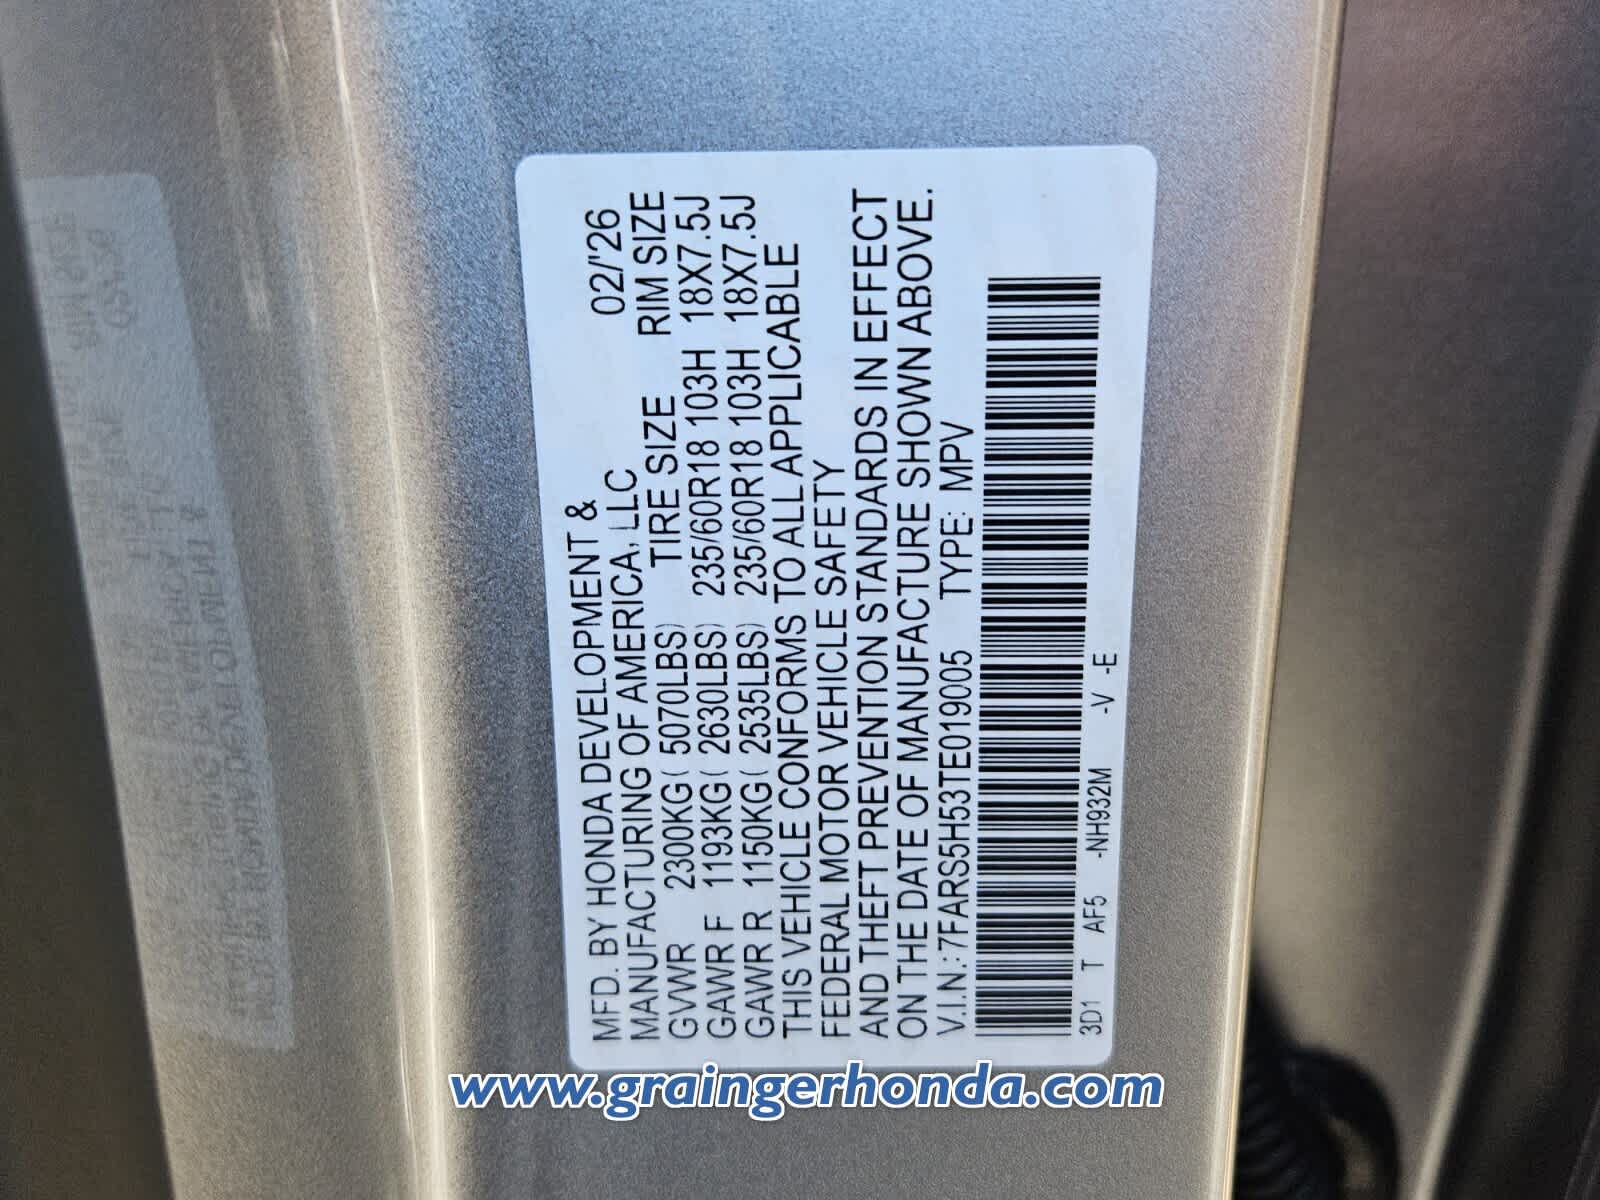 MFD. BY HONDA DEVELOPMENT &
MANUFACTURING OF AMERICA, LLC 02/'26
TIRE SIZE RIM SIZE
GVWR 2300KG( 5070LBS)
GAWR F 1193KG( 2630LBS) 235/60R18 103H 18X7.5J
GAWR R 1150KG( 2535LBS) 235/60R18 103H 18X7.5J
THIS VEHICLE CONFORMS TO ALL APPLICABLE
FEDERAL MOTOR VEHICLE SAFETY
AND THEFT PREVENTION STANDARDS IN EFFECT
ON THE DATE OF MANUFACTURE SHOWN ABOVE.
V.I.N.: 7FARS5H53TE019005 TYPE: MPV
3D1 T AF5 -NH932M -V -E
www.graingerhonda.com